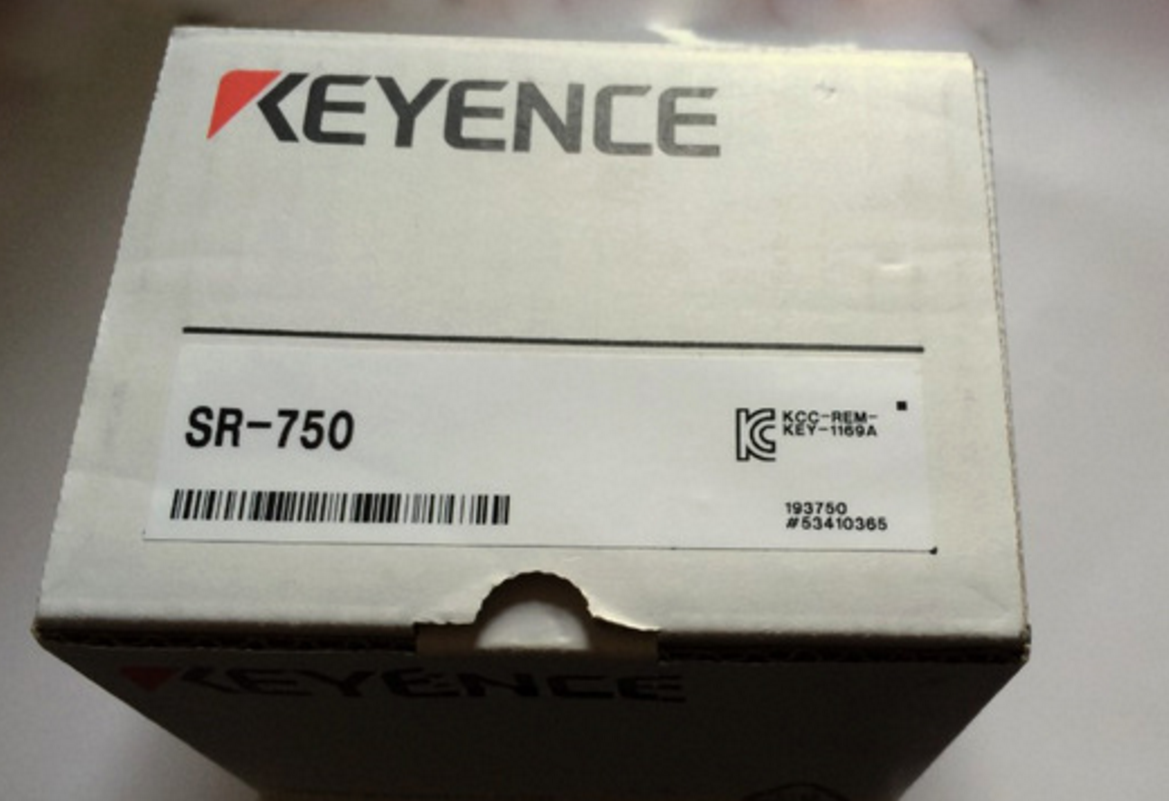 KEYENCE
SR-750
KCC-REM-
KEY-1169A
193750
#53410365
KEYENCE